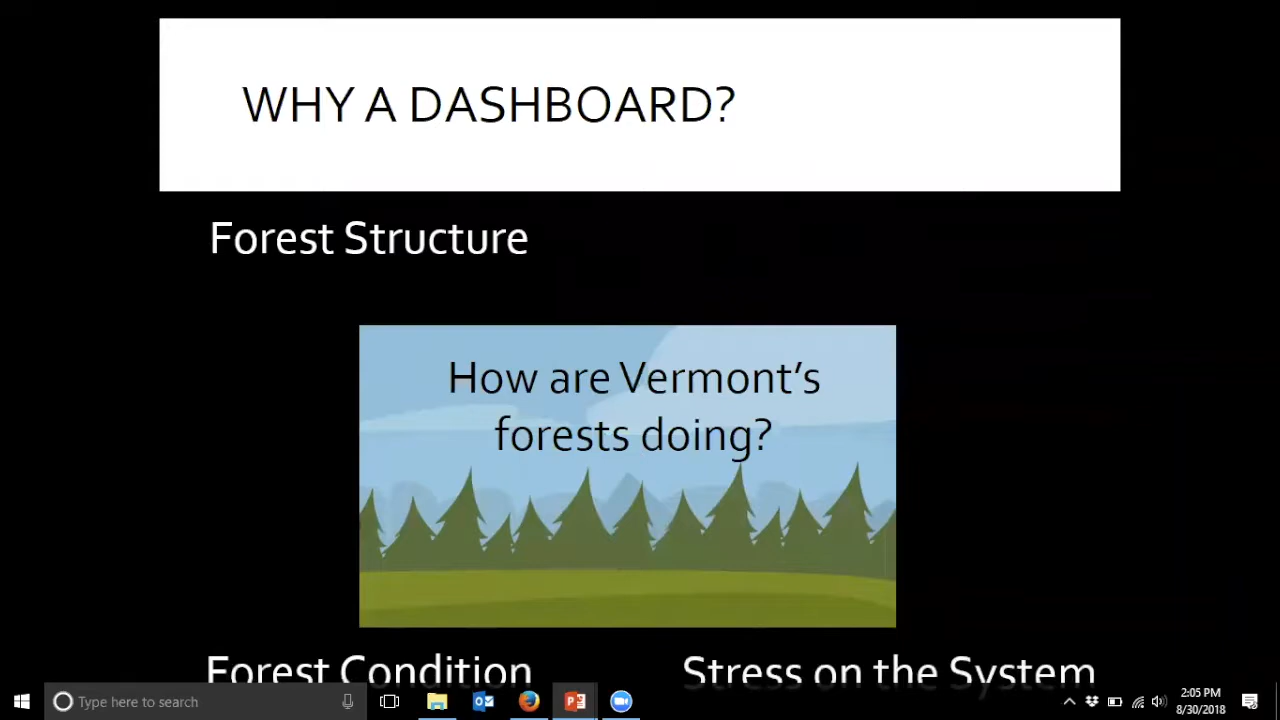 WHY A DASHBOARD?
Forest Structure
How are Vermont's
forests doing?
Forest Condition
Stress on the System
Type here to search
2:05 PM
8/30/2018